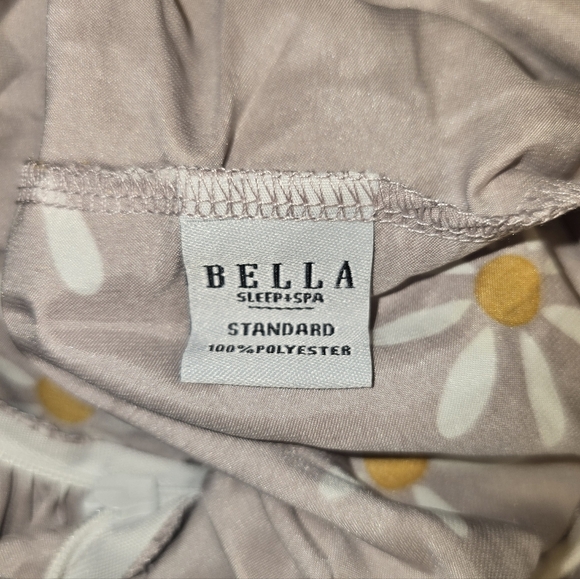 BELLA
SLEEP+SPA
STANDARD
100%POLYESTER